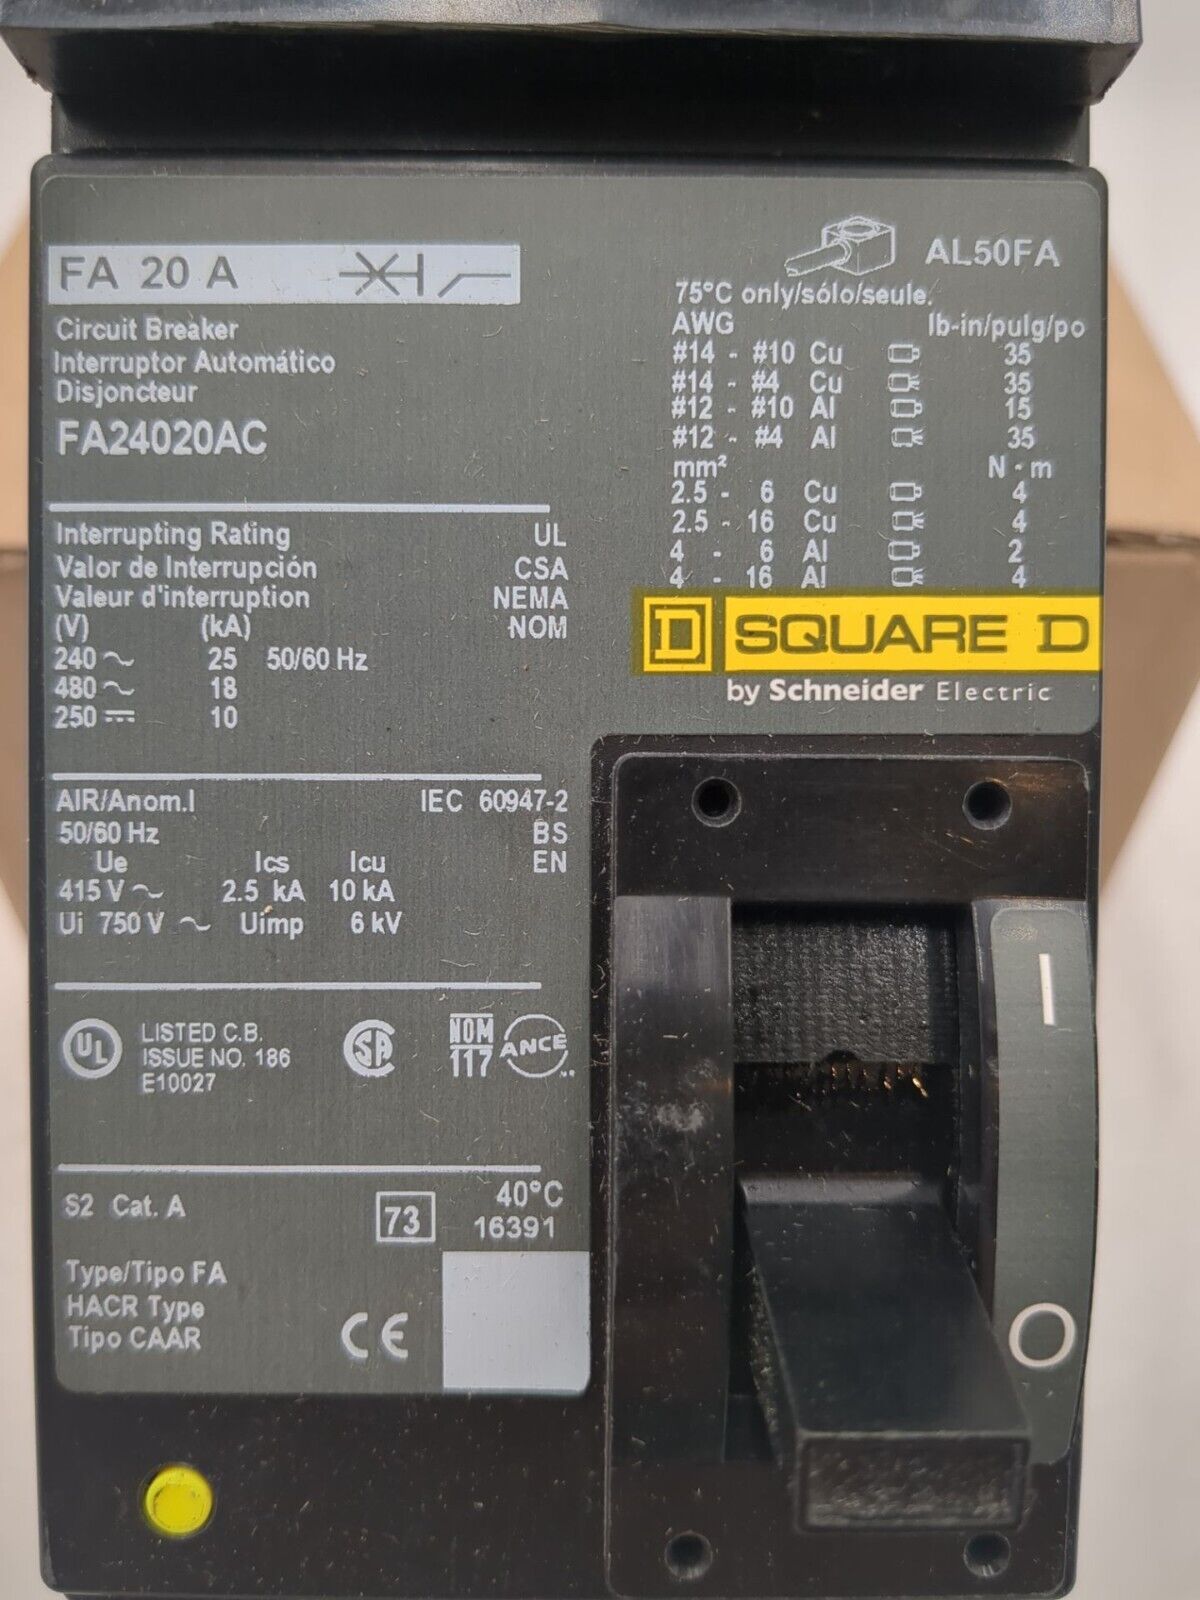 FA 20 A
Circuit Breaker
Interruptor Automático
Disjoncteur
FA24020AC
Interrupting Rating UL
Valor de Interrupción CSA
Valeur d'interruption NEMA
(V) (kA) NOM
240 ~ 25 50/60 Hz
480 ~ 18
250 ⎓ 10
AIR/Anom.I IEC 60947-2
50/60 Hz BS
Ue Ics Icu EN
415 V ~ 2.5 kA 10 kA
Ui 750 V ~ Uimp 6 kV
UL
LISTED C.B.
ISSUE NO. 186
E10027
SA
NOM
117
ANCE
S2 Cat. A 73 40°C
16391
Type/Tipo FA
HACR Type
Tipo CAAR
CE
AL50FA
75°C only/sólo/seule.
AWG lb-in/pulg/po
#14 - #10 Cu 35
#14 - #4 Cu 35
#12 - #10 Al 15
#12 - #4 Al 35
mm² N - m
2.5 - 6 Cu 4
2.5 - 16 Cu 4
4 - 6 Al 2
4 - 16 Al 4
D SQUARE D
by Schneider Electric
I
O